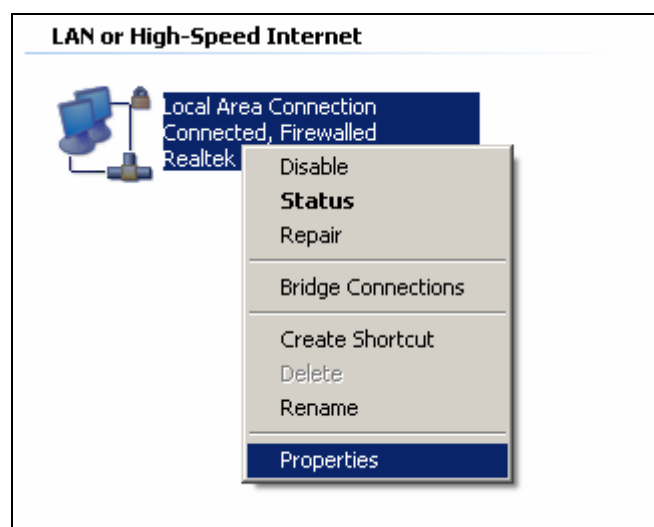 LAN or High-Speed Internet
Local Area Connection
Connected, Firewalled
Realtek
Disable
Status
Repair
Bridge Connections
Create Shortcut
Delete
Rename
Properties